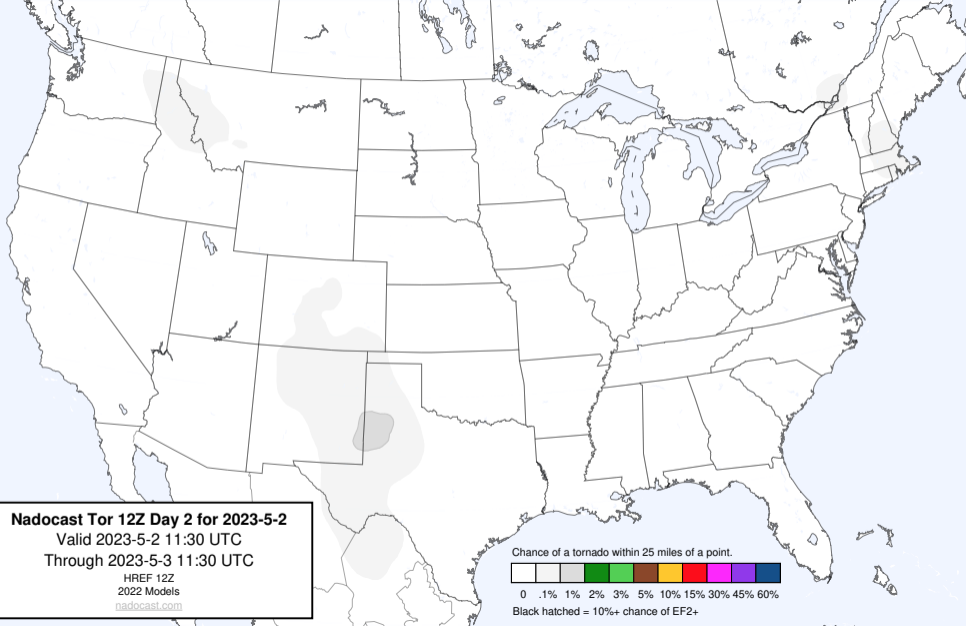 Nadocast Tor 12Z Day 2 for 2023-5-2
Valid 2023-5-2 11:30 UTC
Through 2023-5-3 11:30 UTC
HREF 12Z
2022 Models
nadocast.com
Chance of a tornado within 25 miles of a point.
0 .1% 1% 2% 3% 5% 10% 15% 30% 45% 60%
Black hatched = 10%+ chance of EF2+